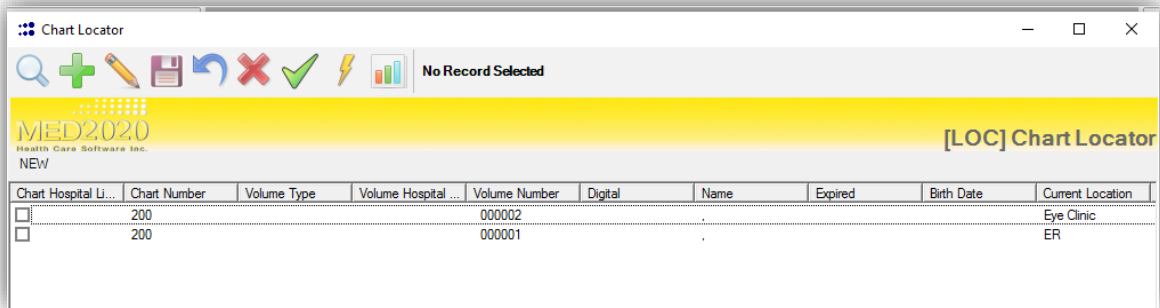 Chart Locator
No Record Selected
MED2020
Health Care Software Inc.
[LOC] Chart Locator
NEW
Chart Hospital Li... Chart Number Volume Type Volume Hospital ... Volume Number Digital Name Expired Birth Date Current Location
200 000002 , Eye Clinic
200 000001 , ER